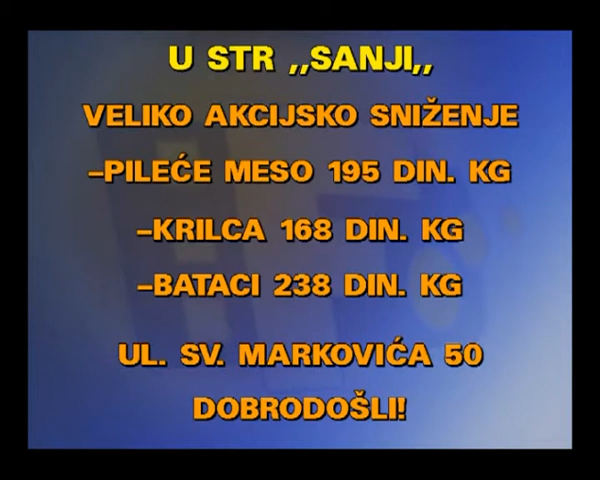 U STR ,,SANJI,,
VELIKO AKCIJSKO SNIŽENJE
–PILEĆE MESO 195 DIN. KG
–KRILCA 168 DIN. KG
–BATACI 238 DIN. KG
UL. SV. MARKOVIĆA 50
DOBRODOŠLI!